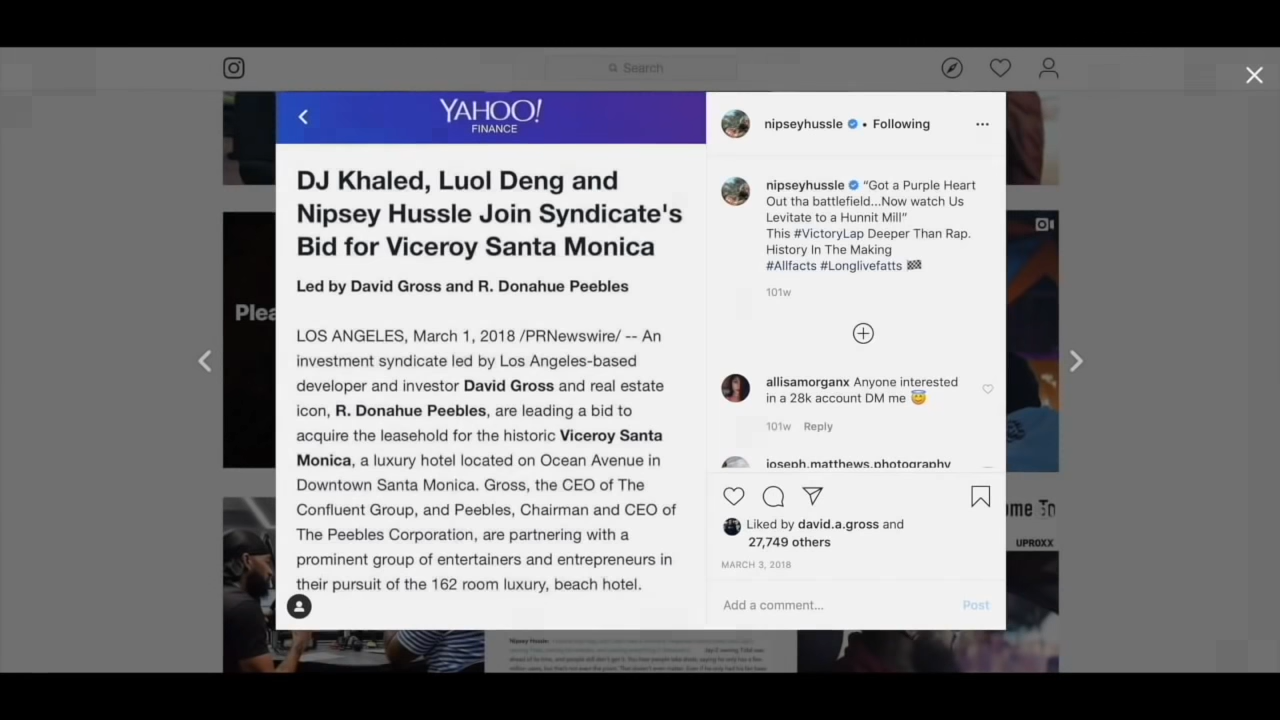 Search
YAHOO!
FINANCE
DJ Khaled, Luol Deng and
Nipsey Hussle Join Syndicate's
Bid for Viceroy Santa Monica
Led by David Gross and R. Donahue Peebles
LOS ANGELES, March 1, 2018 /PRNewswire/ -- An
investment syndicate led by Los Angeles-based
developer and investor David Gross and real estate
icon, R. Donahue Peebles, are leading a bid to
acquire the leasehold for the historic Viceroy Santa
Monica, a luxury hotel located on Ocean Avenue in
Downtown Santa Monica. Gross, the CEO of The
Confluent Group, and Peebles, Chairman and CEO of
The Peebles Corporation, are partnering with a
prominent group of entertainers and entrepreneurs in
their pursuit of the 162 room luxury, beach hotel.
nipseyhussle • Following
nipseyhussle “Got a Purple Heart
Out tha battlefield...Now watch Us
Levitate to a Hunnit Mill”
This #VictoryLap Deeper Than Rap.
History In The Making
#Allfacts #Longlivefatts 🏁
101w
allisamorganx Anyone interested
in a 28k account DM me 😇
101w Reply
joseph.matthews.photography
Liked by david.a.gross and
27,749 others
MARCH 3, 2018
Add a comment... Post
Plea
ome To
UPROXX
Nipsey Hussle: